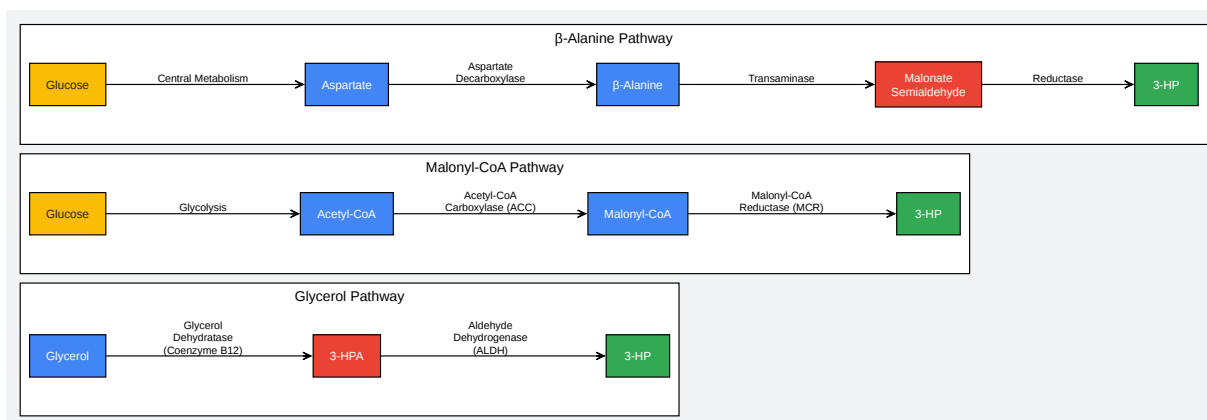 β-Alanine Pathway
Glucose
Central Metabolism
Aspartate
Aspartate
Decarboxylase
β-Alanine
Transaminase
Malonate
Semialdehyde
Reductase
3-HP
Malonyl-CoA Pathway
Glucose
Glycolysis
Acetyl-CoA
Acetyl-CoA
Carboxylase (ACC)
Malonyl-CoA
Malonyl-CoA
Reductase (MCR)
3-HP
Glycerol Pathway
Glycerol
Glycerol
Dehydratase
(Coenzyme B12)
3-HPA
Aldehyde
Dehydrogenase
(ALDH)
3-HP